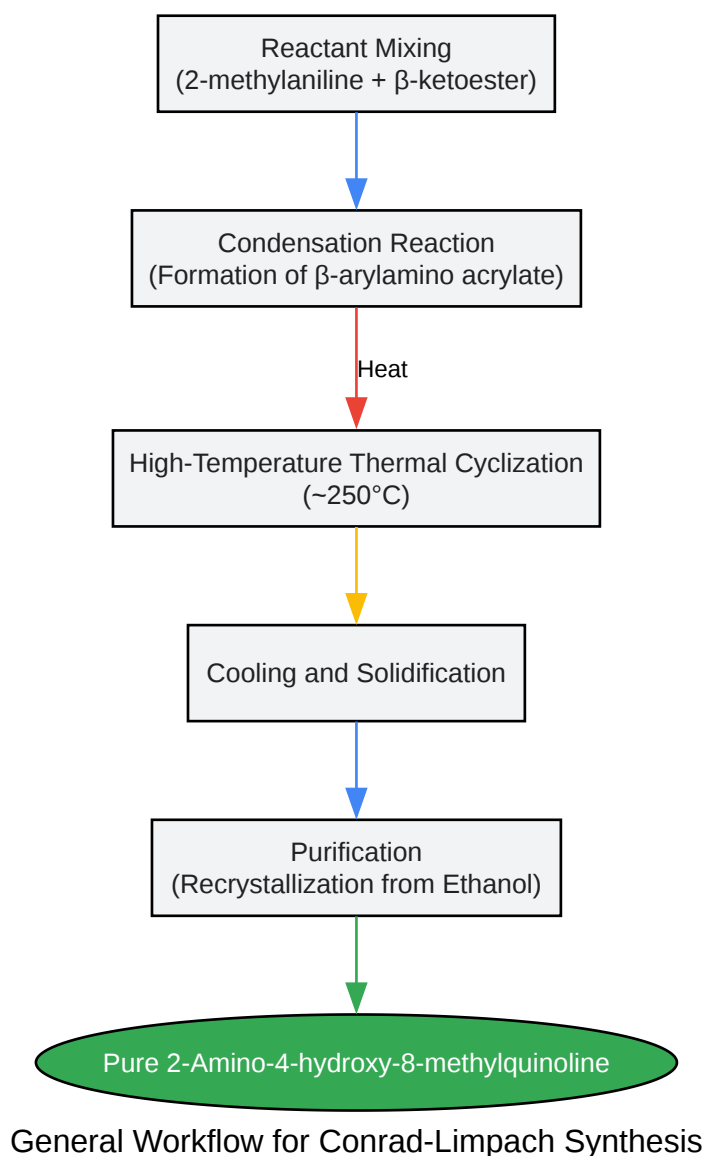 Reactant Mixing
(2-methylaniline + β-ketoester)
Condensation Reaction
(Formation of β-arylamino acrylate)
Heat
High-Temperature Thermal Cyclization
(~250°C)
Cooling and Solidification
Purification
(Recrystallization from Ethanol)
Pure 2-Amino-4-hydroxy-8-methylquinoline
General Workflow for Conrad-Limpach Synthesis